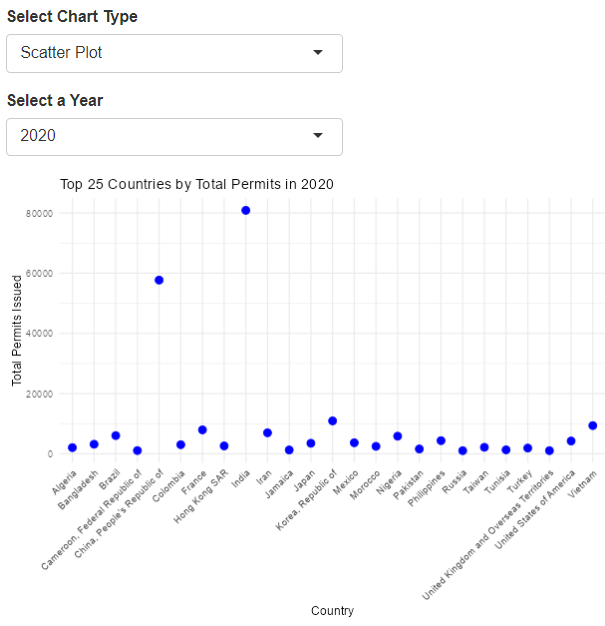 Select Chart Type
Scatter Plot
Select a Year
2020
Top 25 Countries by Total Permits in 2020
Total Permits Issued
80000
60000
40000
20000
0
Algeria
Bangladesh
Brazil
Cameroon, Federal Republic of
China, People's Republic of
Colombia
France
Hong Kong SAR
India
Iran
Jamaica
Japan
Korea, Republic of
Mexico
Morocco
Nigeria
Pakistan
Philippines
Russia
Taiwan
Tunisia
Turkey
United Kingdom and Overseas Territories
United States of America
Vietnam
Country